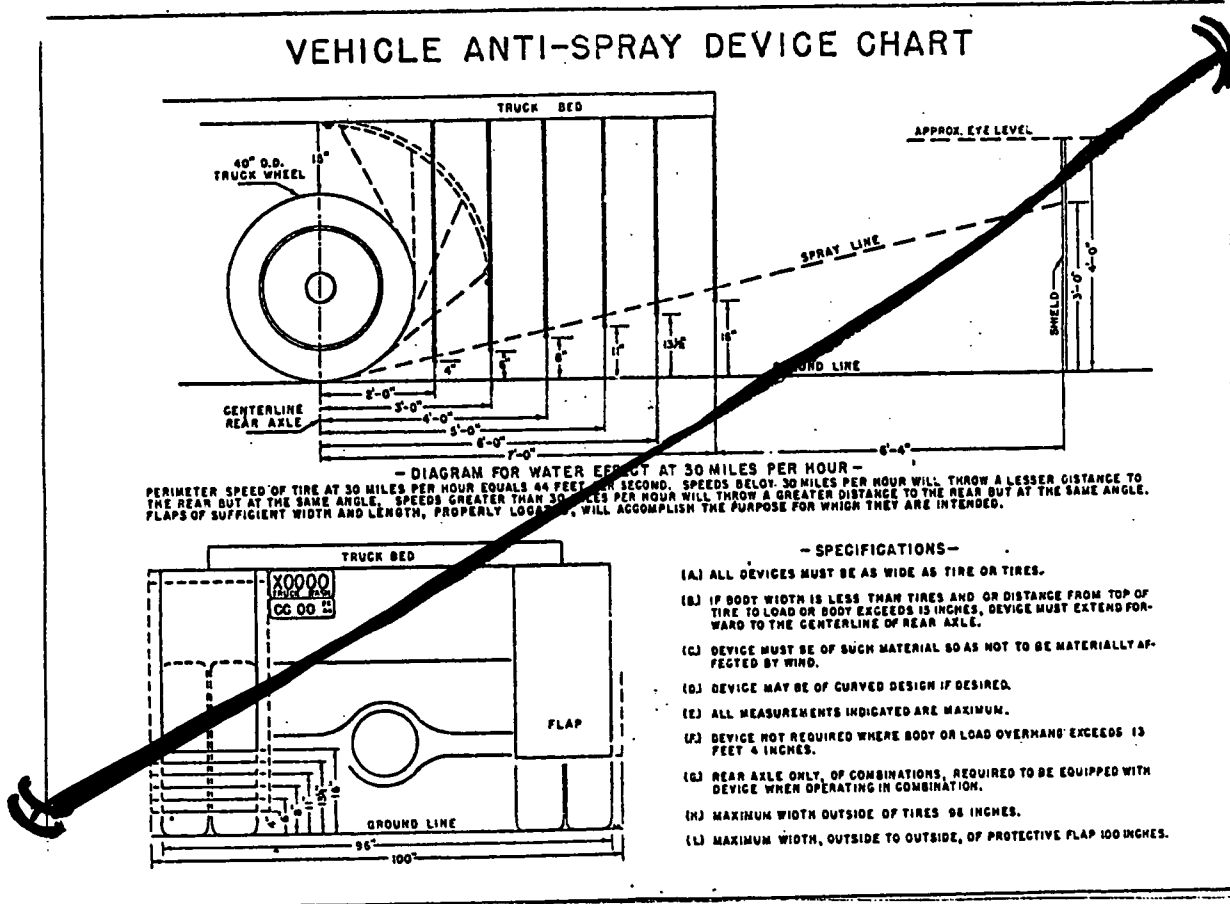 VEHICLE ANTI-SPRAY DEVICE CHART
TRUCK BED
APPROX. EYE LEVEL
40" O.D.
TRUCK WHEEL
15"
SPRAY LINE
SHIELD
3'-0"
4'-0"
4"
6"
8"
11"
13½"
16"
LINE
2'-0"
3'-0"
4'-0"
5'-0"
6'-0"
7'-0"
6'-4"
CENTERLINE
REAR AXLE
-DIAGRAM FOR WATER EFFECT AT 30 MILES PER HOUR-
PERIMETER SPEED OF TIRE AT 30 MILES PER HOUR EQUALS 44 FEET PER SECOND. SPEEDS BELOW 30 MILES PER HOUR WILL THROW A LESSER DISTANCE TO
THE REAR BUT AT THE SAME ANGLE. SPEEDS GREATER THAN 30 MILES PER HOUR WILL THROW A GREATER DISTANCE TO THE REAR BUT AT THE SAME ANGLE.
FLAPS OF SUFFICIENT WIDTH AND LENGTH, PROPERLY LOCATED, WILL ACCOMPLISH THE PURPOSE FOR WHICH THEY ARE INTENDED.
TRUCK BED
X0000
TRUCK WASH
CC 00
FLAP
4"
6"
8"
11"
13½"
16"
GROUND LINE
96"
100"
-SPECIFICATIONS-
(A.) ALL DEVICES MUST BE AS WIDE AS TIRE OR TIRES.
(B.) IF BODY WIDTH IS LESS THAN TIRES AND OR DISTANCE FROM TOP OF
TIRE TO LOAD OR BODY EXCEEDS 15 INCHES, DEVICE MUST EXTEND FOR-
WARD TO THE CENTERLINE OF REAR AXLE.
(C.) DEVICE MUST BE OF SUCH MATERIAL SO AS NOT TO BE MATERIALLY AF-
FECTED BY WIND.
(D.) DEVICE MAY BE OF CURVED DESIGN IF DESIRED.
(E.) ALL MEASUREMENTS INDICATED ARE MAXIMUM.
(F.) DEVICE NOT REQUIRED WHERE BODY OR LOAD OVERHANG EXCEEDS 13
FEET 4 INCHES.
(G.) REAR AXLE ONLY, OF COMBINATIONS, REQUIRED TO BE EQUIPPED WITH
DEVICE WHEN OPERATING IN COMBINATION.
(H.) MAXIMUM WIDTH OUTSIDE OF TIRES 96 INCHES.
(I.) MAXIMUM WIDTH, OUTSIDE TO OUTSIDE, OF PROTECTIVE FLAP 100 INCHES.